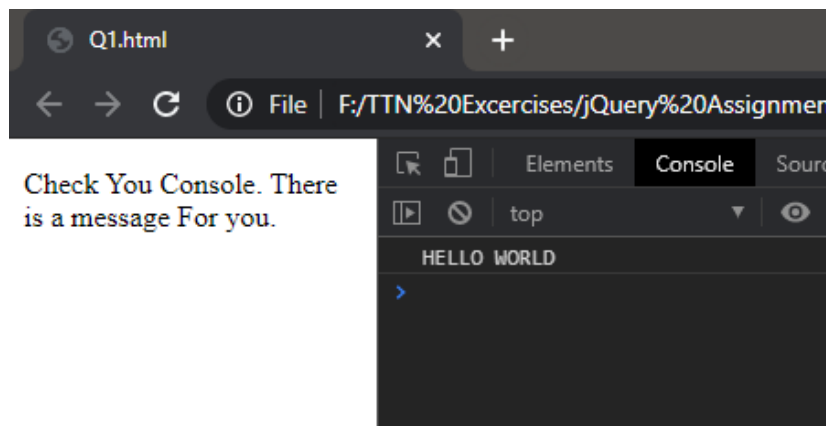 Q1.html
File F:/TTN%20Excercises/jQuery%20Assignmen
Check You Console. There
is a message For you.
Elements Console Sourc
top
HELLO WORLD